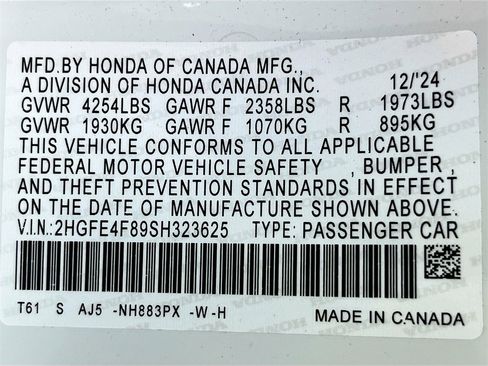 MFD.BY HONDA OF CANADA MFG.,
A DIVISION OF HONDA CANADA INC. 12/'24
GVWR 4254LBS GAWR F 2358LBS R 1973LBS
GVWR 1930KG GAWR F 1070KG R 895KG
THIS VEHICLE CONFORMS TO ALL APPLICABLE
FEDERAL MOTOR VEHICLE SAFETY , BUMPER ,
AND THEFT PREVENTION STANDARDS IN EFFECT
ON THE DATE OF MANUFACTURE SHOWN ABOVE.
V.I.N.:2HGFE4F89SH323625 TYPE: PASSENGER CAR
T61 S AJ5 -NH883PX -W-H
MADE IN CANADA